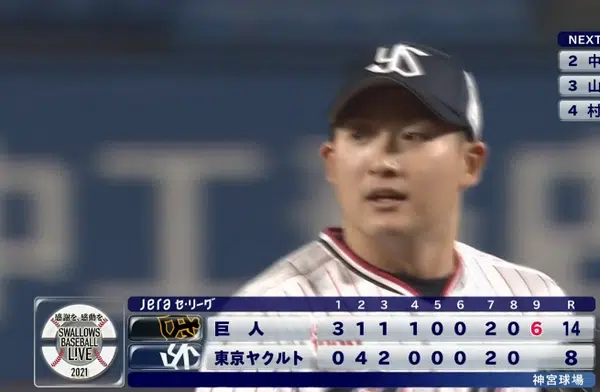 YS
NEXT
2 中
3 山
4 村
JERA セ・リーグ
1 2 3 4 5 6 7 8 9 R
巨人 3 1 1 1 0 0 2 0 6 14
東京ヤクルト 0 4 2 0 0 0 2 0 8
感謝を、感動を
SWALLOWS
BASEBALL
L!VE
2021
YS
神宮球場